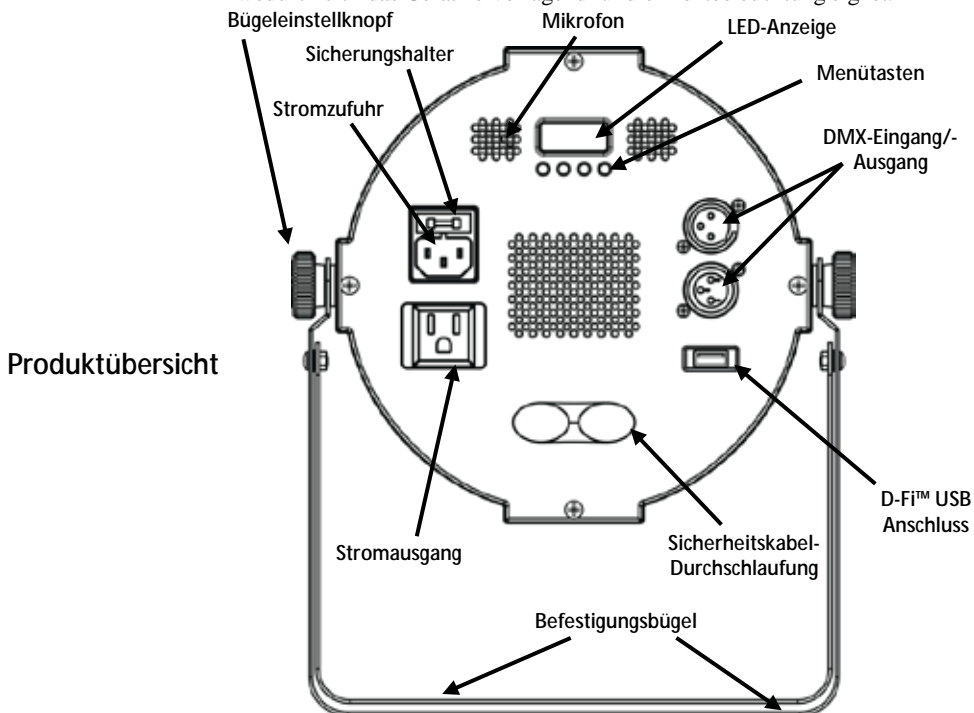 Bügeleinstellknopf
Mikrofon
LED-Anzeige
Sicherungshalter
Menütasten
Stromzufuhr
DMX-Eingang/-
Ausgang
Produktübersicht
D-Fi™ USB
Anschluss
Stromausgang
Sicherheitskabel-
Durchschlaufung
Befestigungsbügel